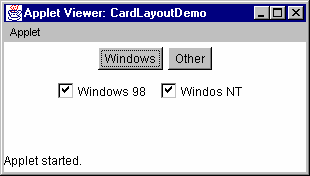 Applet Viewer: CardLayoutDemo
Applet
Windows Other
Windows 98 Windos NT
Applet started.